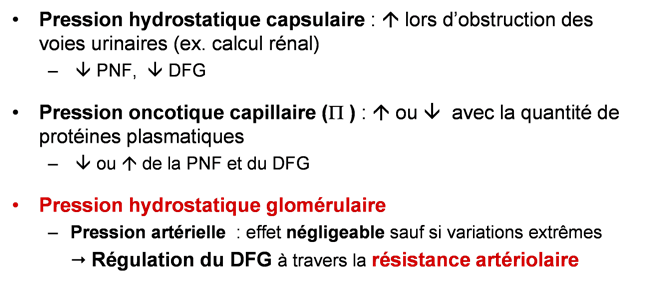 • Pression hydrostatique capsulaire : ↑ lors d'obstruction des
voies urinaires (ex. calcul rénal)
– ↓ PNF, ↓ DFG
• Pression oncotique capillaire (Π ) : ↑ ou ↓ avec la quantité de
protéines plasmatiques
– ↓ ou ↑ de la PNF et du DFG
• Pression hydrostatique glomérulaire
– Pression artérielle : effet négligeable sauf si variations extrêmes
→ Régulation du DFG à travers la résistance artériolaire